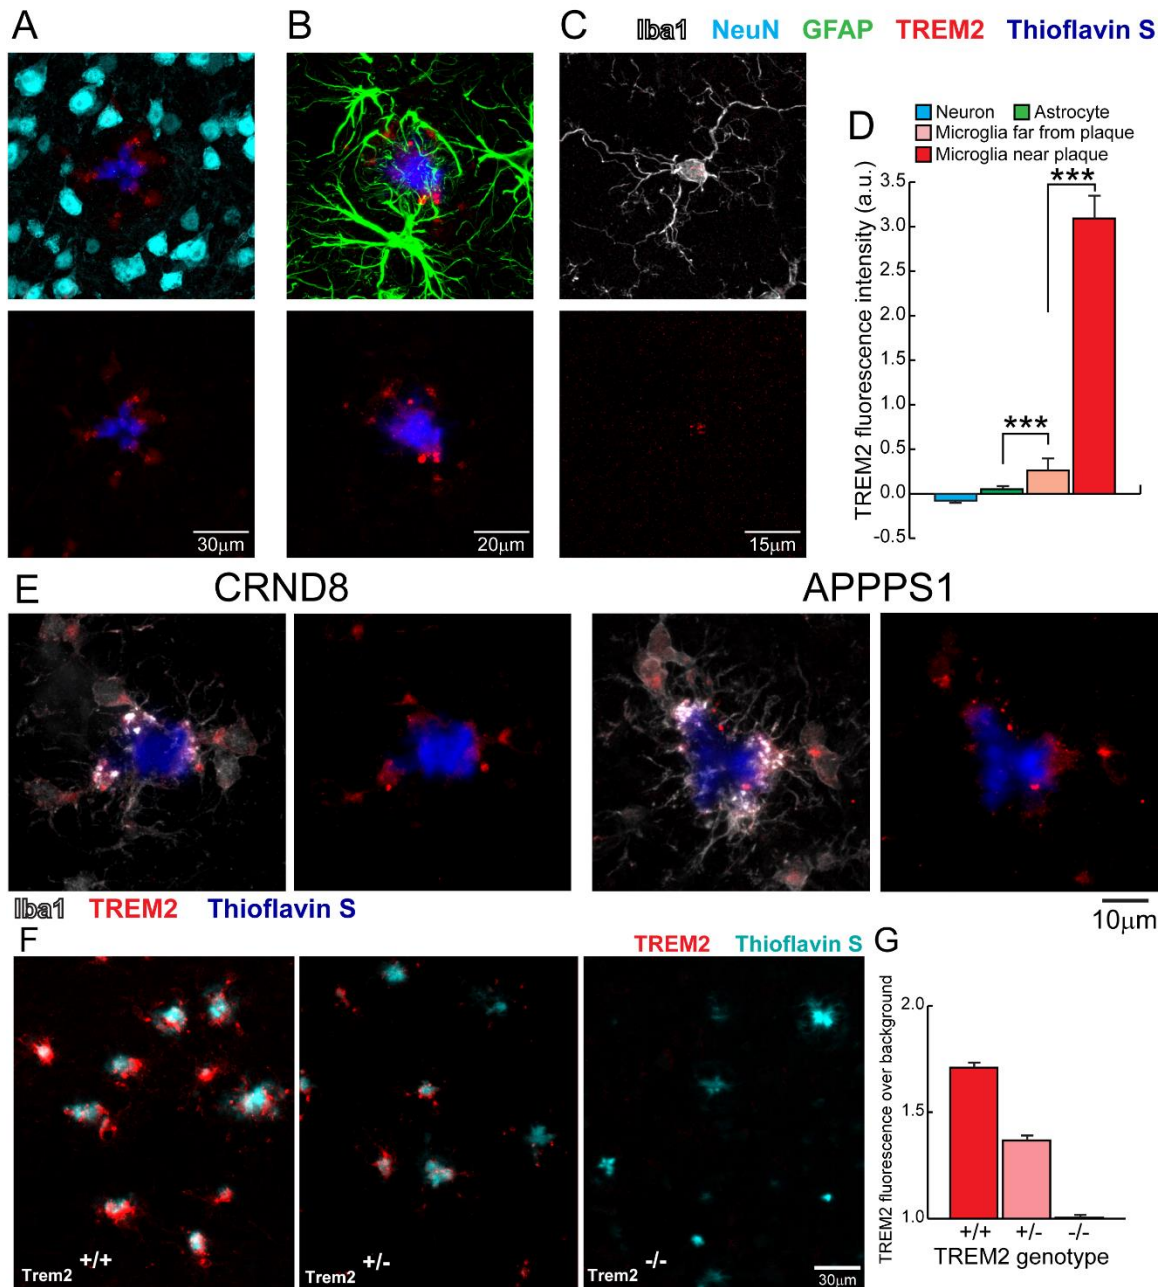 A
B
C
Iba1 NeuN GFAP TREM2 Thioflavin S
30μm
20μm
15μm
D
Neuron Astrocyte
Microglia far from plaque
Microglia near plaque
TREM2 fluorescence intensity (a.u.)
3.5
3.0
2.5
2.0
1.5
1.0
0.5
0.0
-0.5
***
***
E
CRND8
APPPS1
Iba1 TREM2 Thioflavin S
10μm
F
TREM2 Thioflavin S
Trem2 +/+
Trem2 +/-
Trem2 -/-
30μm
G
TREM2 fluorescence over background
2.0
1.5
1.0
+/+ +/- -/-
TREM2 genotype